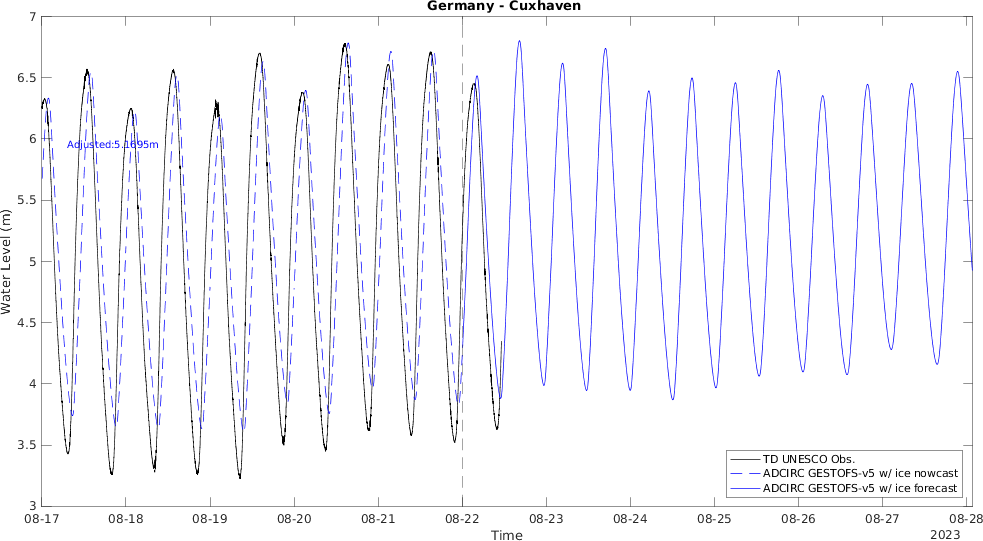 Germany - Cuxhaven
7
6.5
6
5.5
5
4.5
4
3.5
3
Water Level (m)
Adjusted:5.1695m
TD UNESCO Obs.
ADCIRC GESTOFS-v5 w/ ice nowcast
ADCIRC GESTOFS-v5 w/ ice forecast
08-17 08-18 08-19 08-20 08-21 08-22 08-23 08-24 08-25 08-26 08-27 08-28
Time
2023